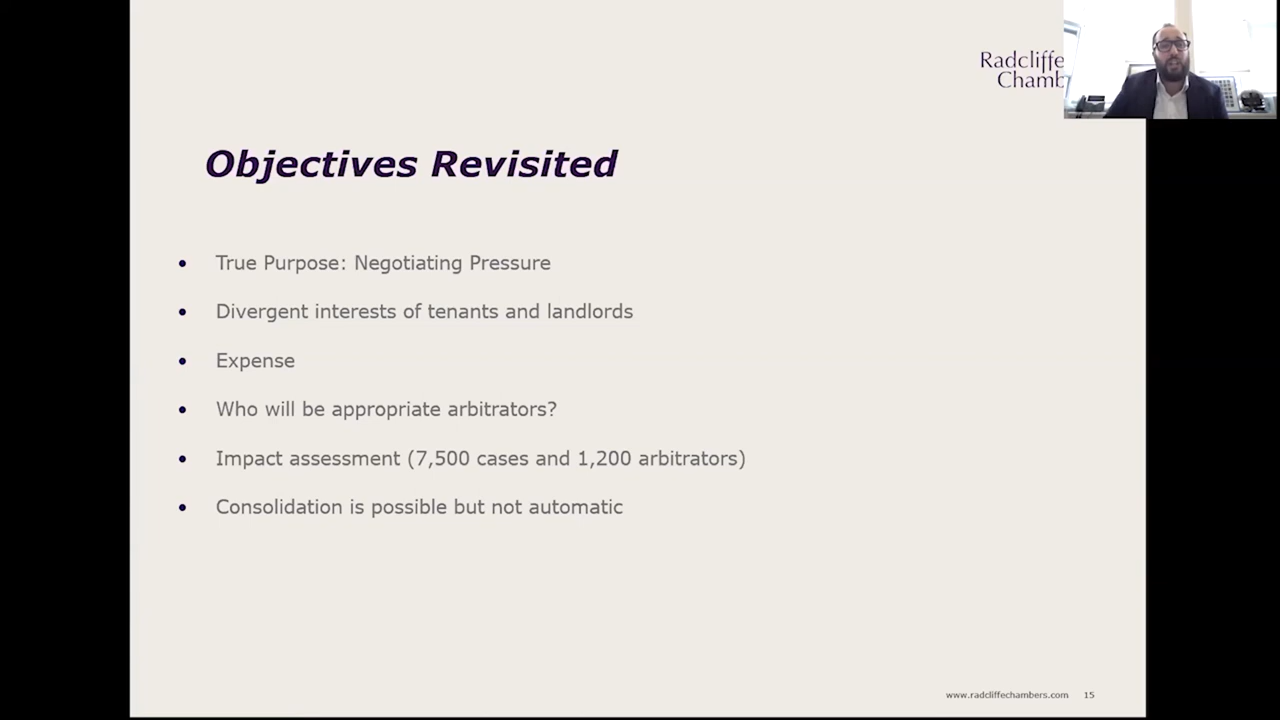 Radcliffe
Chamb
Objectives Revisited
• True Purpose: Negotiating Pressure
• Divergent interests of tenants and landlords
• Expense
• Who will be appropriate arbitrators?
• Impact assessment (7,500 cases and 1,200 arbitrators)
• Consolidation is possible but not automatic
www.radcliffechambers.com 15